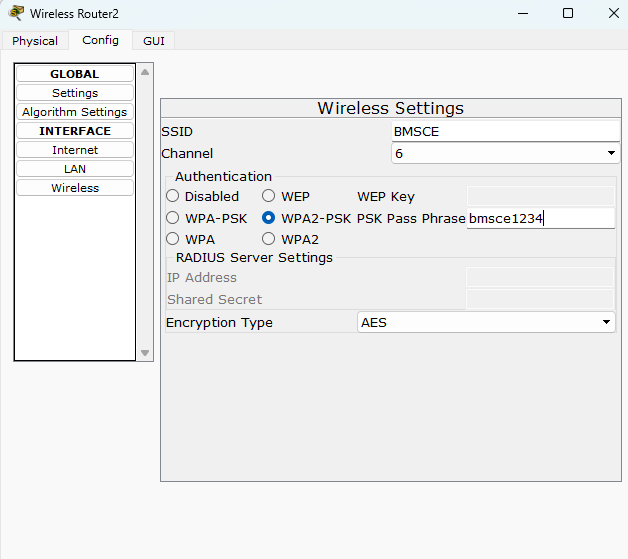 Wireless Router2
Physical Config GUI
GLOBAL
Settings
Algorithm Settings
INTERFACE
Internet
LAN
Wireless
Wireless Settings
SSID BMSCE
Channel 6
Authentication
Disabled WEP WEP Key
WPA-PSK WPA2-PSK PSK Pass Phrase bmsce1234
WPA WPA2
RADIUS Server Settings
IP Address
Shared Secret
Encryption Type AES